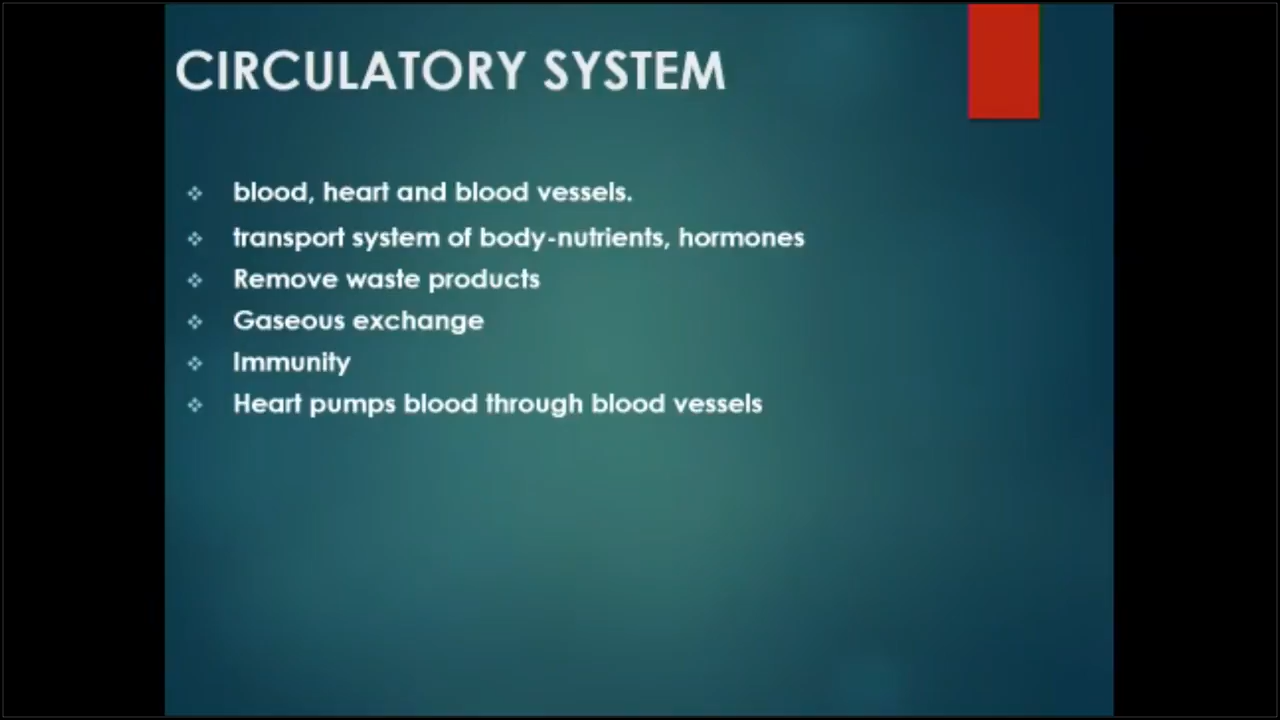 CIRCULATORY SYSTEM
blood, heart and blood vessels.
transport system of body-nutrients, hormones
Remove waste products
Gaseous exchange
Immunity
Heart pumps blood through blood vessels